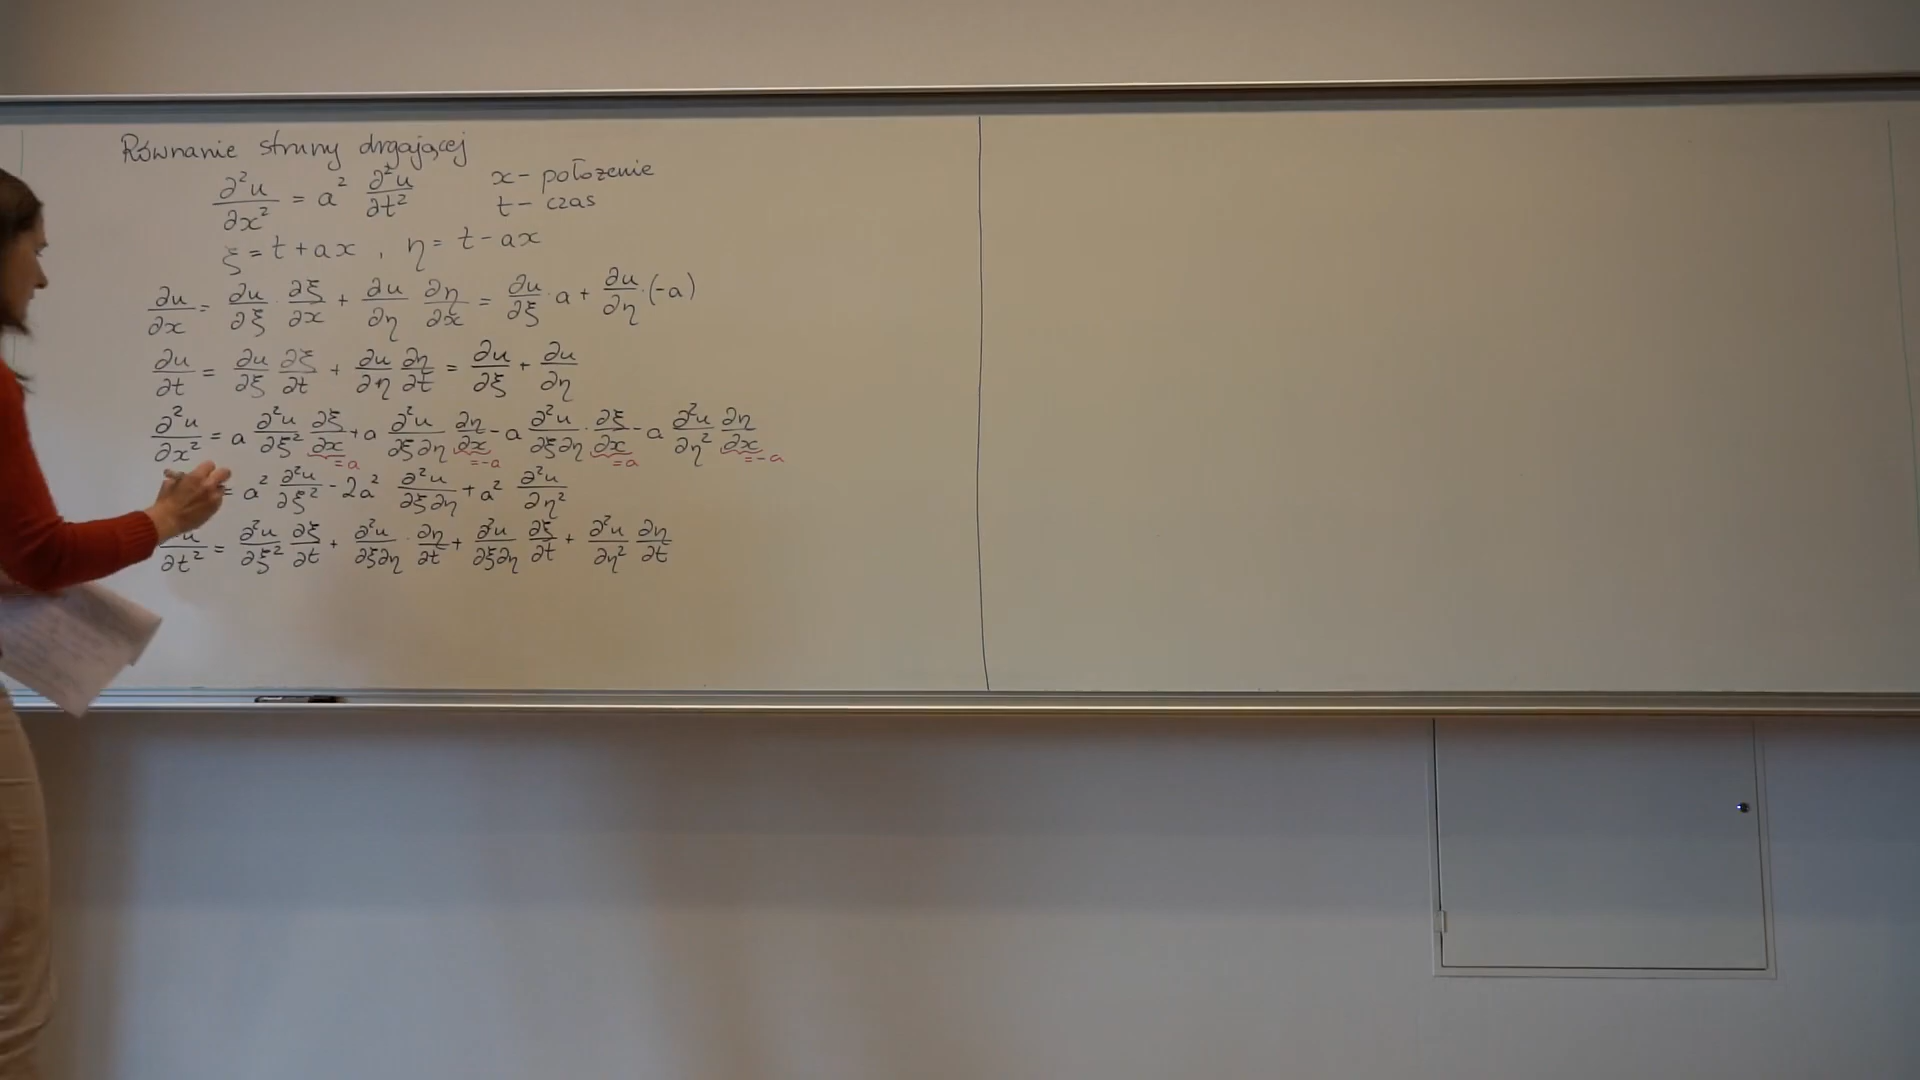 Równanie struny drgającej
∂²u/∂x² = a² ∂²u/∂t² x - położenie
t - czas
ξ = t + ax , η = t - ax
∂u/∂x = ∂u/∂ξ · ∂ξ/∂x + ∂u/∂η ∂η/∂x = ∂u/∂ξ · a + ∂u/∂η · (-a)
∂u/∂t = ∂u/∂ξ ∂ξ/∂t + ∂u/∂η ∂η/∂t = ∂u/∂ξ + ∂u/∂η
∂²u/∂x² = a ∂²u/∂ξ² ∂ξ/∂x + a ∂²u/∂ξ∂η ∂η/∂x - a ∂²u/∂ξ∂η · ∂ξ/∂x - a ∂²u/∂η² ∂η/∂x
=a =-a =a =-a
= a² ∂²u/∂ξ² - 2a² ∂²u/∂ξ∂η + a² ∂²u/∂η²
u/∂t² = ∂²u/∂ξ² ∂ξ/∂t + ∂²u/∂ξ∂η · ∂η/∂t + ∂²u/∂ξ∂η ∂ξ/∂t + ∂²u/∂η² ∂η/∂t